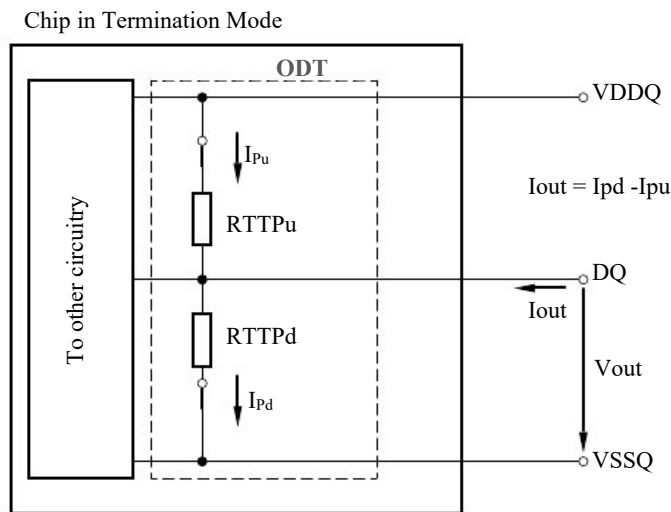 Chip in Termination Mode
ODT
VDDQ
IPu
Iout = Ipd -Ipu
RTTPu
To other circuitry
DQ
Iout
RTTPd
Vout
IPd
VSSQ